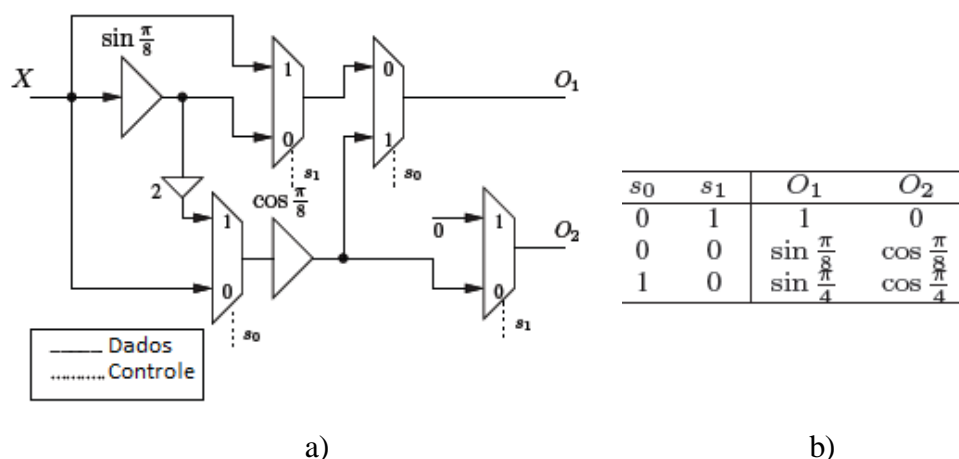 sin π/8
X
1
0
s₁
0
1
s₀
O₁
2
1
0
s₀
cos π/8
0
1
0
s₁
O₂
Dados
Controle
a)
s₀ s₁ O₁ O₂
0 1 1 0
0 0 sin π/8 cos π/8
1 0 sin π/4 cos π/4
b)